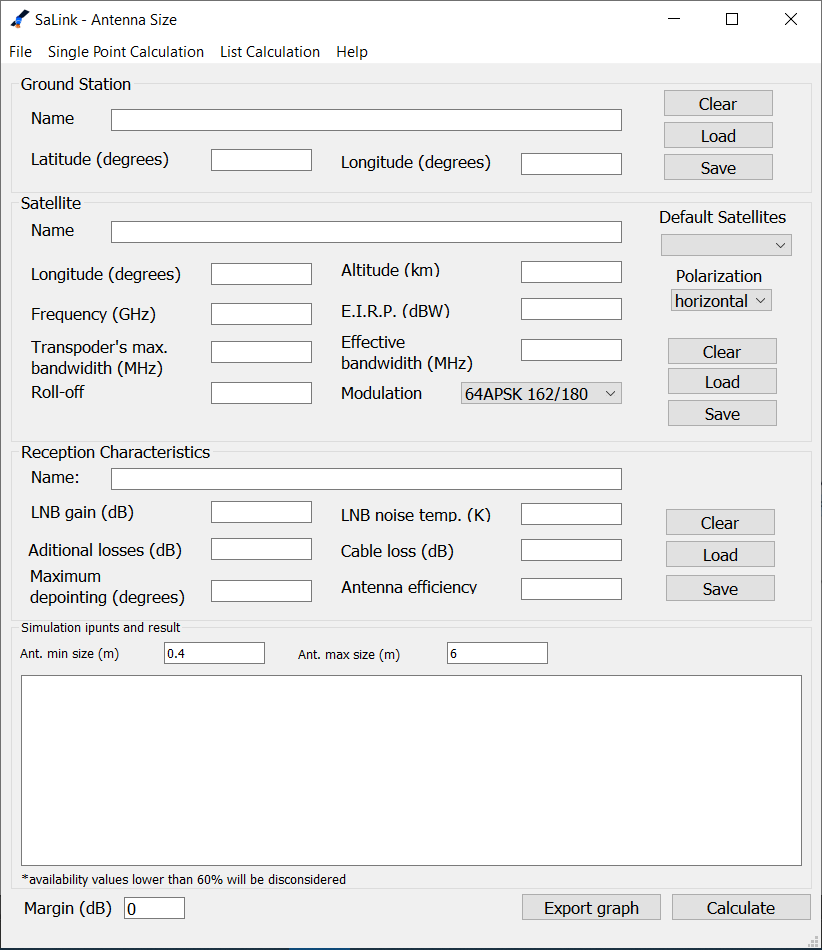 SaLink - Antenna Size
File Single Point Calculation List Calculation Help
Ground Station
Name
Clear
Load
Latitude (degrees) Longitude (degrees)
Save
Satellite
Name
Default Satellites
Longitude (degrees) Altitude (km)
Polarization
horizontal
Frequency (GHz) E.I.R.P. (dBW)
Transpoder's max.
bandwidith (MHz)
Effective
bandwidith (MHz)
Clear
Load
Roll-off Modulation 64APSK 162/180
Save
Reception Characteristics
Name:
LNB gain (dB) LNB noise temp. (K)
Clear
Aditional losses (dB) Cable loss (dB)
Load
Maximum
depointing (degrees)
Antenna efficiency
Save
Simulation ipunts and result
Ant. min size (m) 0.4 Ant. max size (m) 6
*availability values lower than 60% will be disconsidered
Margin (dB) 0 Export graph Calculate